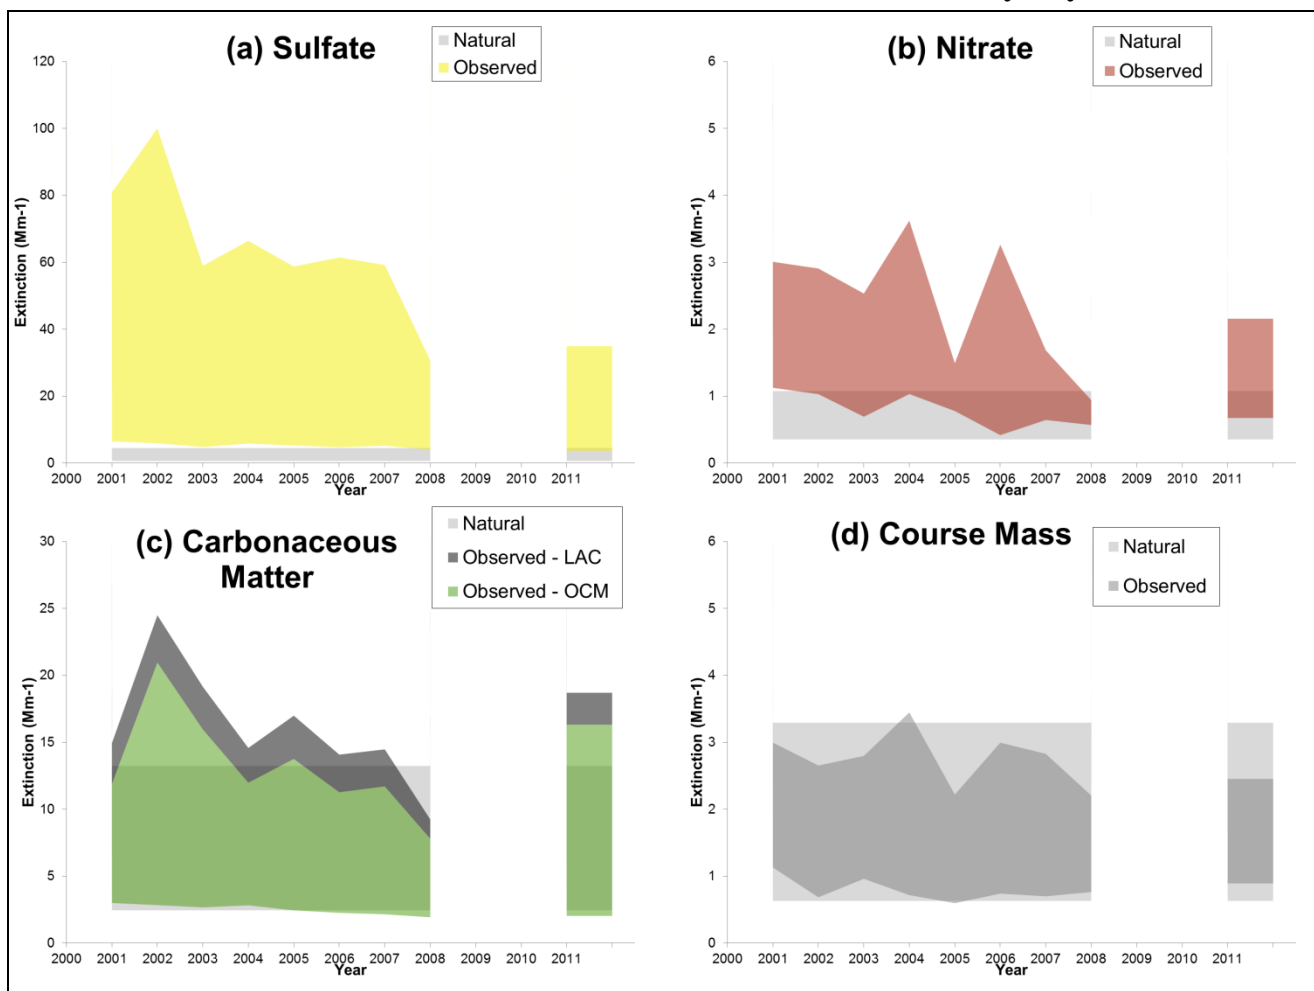 (a) Sulfate
Natural
Observed
120
100
80
60
40
20
0
Extinction (Mm-1)
2000 2001 2002 2003 2004 2005 2006 2007 2008 2009 2010 2011
Year
(b) Nitrate
Natural
Observed
6
5
4
3
2
1
0
Extinction (Mm-1)
2000 2001 2002 2003 2004 2005 2006 2007 2008 2009 2010 2011
Year
(c) Carbonaceous
Matter
Natural
Observed - LAC
Observed - OCM
30
25
20
15
10
5
0
Extinction (Mm-1)
2000 2001 2002 2003 2004 2005 2006 2007 2008 2009 2010 2011
Year
(d) Course Mass
Natural
Observed
6
5
4
3
2
1
0
Extinction (Mm-1)
2000 2001 2002 2003 2004 2005 2006 2007 2008 2009 2010 2011
Year